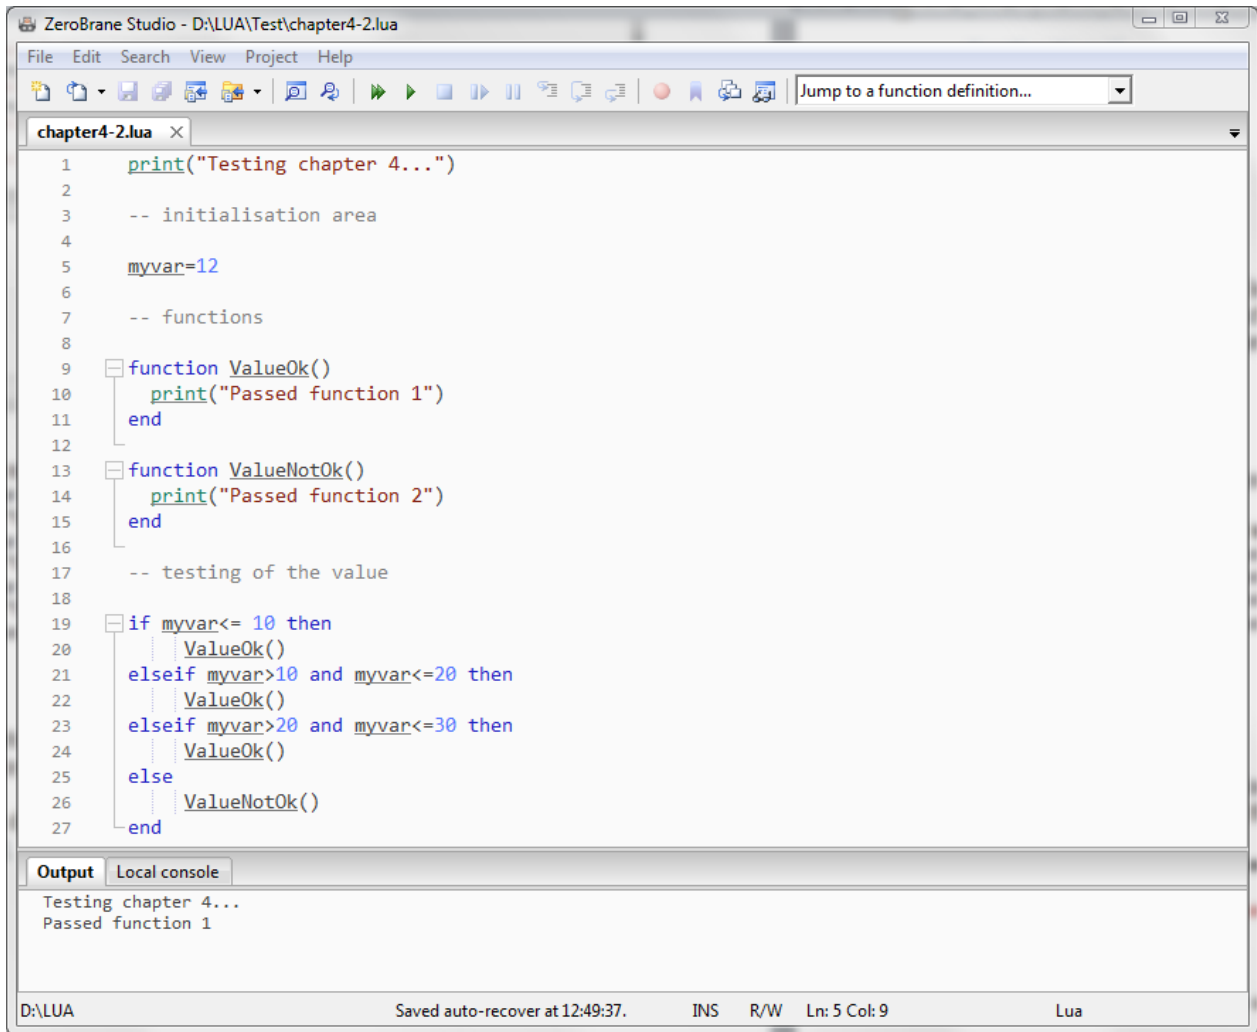 ZeroBrane Studio - D:\LUA\Test\chapter4-2.lua
File Edit Search View Project Help
Jump to a function definition...
chapter4-2.lua
1 print("Testing chapter 4...")
2
3 -- initialisation area
4
5 myvar=12
6
7 -- functions
8
9 function ValueOk()
10 print("Passed function 1")
11 end
12
13 function ValueNotOk()
14 print("Passed function 2")
15 end
16
17 -- testing of the value
18
19 if myvar<= 10 then
20 ValueOk()
21 elseif myvar>10 and myvar<=20 then
22 ValueOk()
23 elseif myvar>20 and myvar<=30 then
24 ValueOk()
25 else
26 ValueNotOk()
27 end
Output Local console
Testing chapter 4...
Passed function 1
D:\LUA Saved auto-recover at 12:49:37. INS R/W Ln: 5 Col: 9 Lua